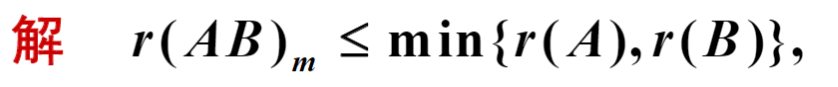 解 r(AB)m ≤ min{r(A),r(B)},